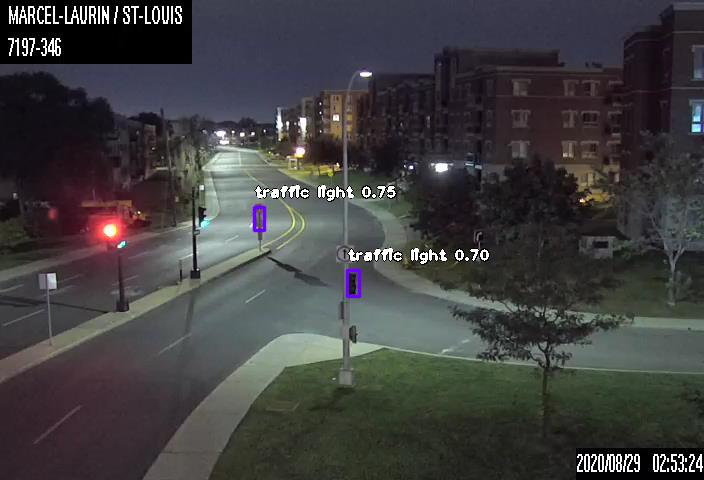 MARCEL-LAURIN / ST-LOUIS
7197-346
traffic light 0.75
traffic light 0.70
2020/08/29 02:53:24